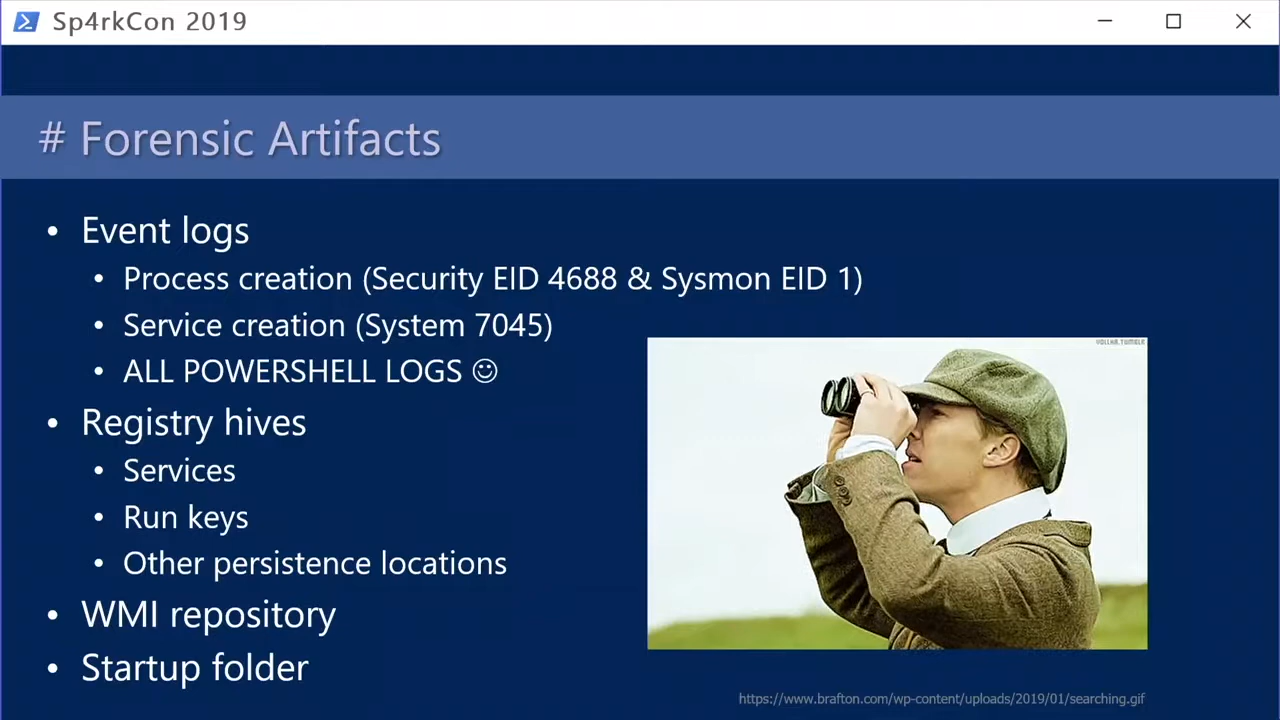 Sp4rkCon 2019
# Forensic Artifacts
• Event logs
• Process creation (Security EID 4688 & Sysmon EID 1)
• Service creation (System 7045)
• ALL POWERSHELL LOGS ☺
VOLLHA.TUMBLR
• Registry hives
• Services
• Run keys
• Other persistence locations
• WMI repository
• Startup folder
https://www.brafton.com/wp-content/uploads/2019/01/searching.gif